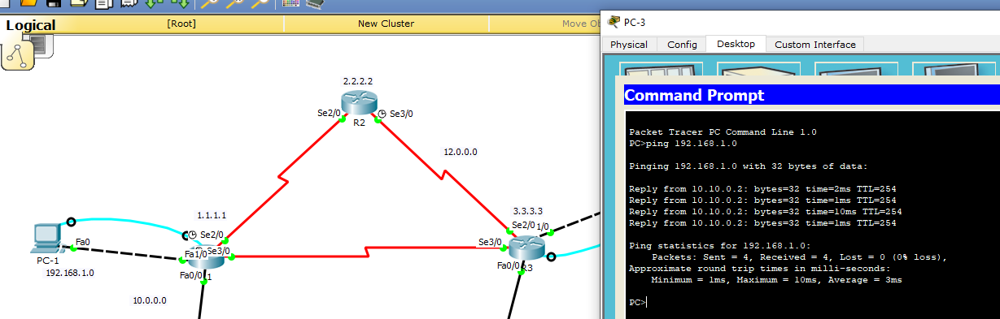 Logical
[Root]
New Cluster
Move Ob
2.2.2.2
Se2/0
Se3/0
R2
12.0.0.0
1.1.1.1
Se2/0
Fa0
Fa1/0
Se3/0
PC-1
192.168.1.0
Fa0/0
10.0.0.0
3.3.3.3
Se2/0
1/0
Se3/0
Fa0/0
R3
PC-3
Physical
Config
Desktop
Custom Interface
Command Prompt
Packet Tracer PC Command Line 1.0
PC>ping 192.168.1.0
Pinging 192.168.1.0 with 32 bytes of data:
Reply from 10.10.0.2: bytes=32 time=2ms TTL=254
Reply from 10.10.0.2: bytes=32 time=1ms TTL=254
Reply from 10.10.0.2: bytes=32 time=10ms TTL=254
Reply from 10.10.0.2: bytes=32 time=1ms TTL=254
Ping statistics for 192.168.1.0:
Packets: Sent = 4, Received = 4, Lost = 0 (0% loss),
Approximate round trip times in milli-seconds:
Minimum = 1ms, Maximum = 10ms, Average = 3ms
PC>